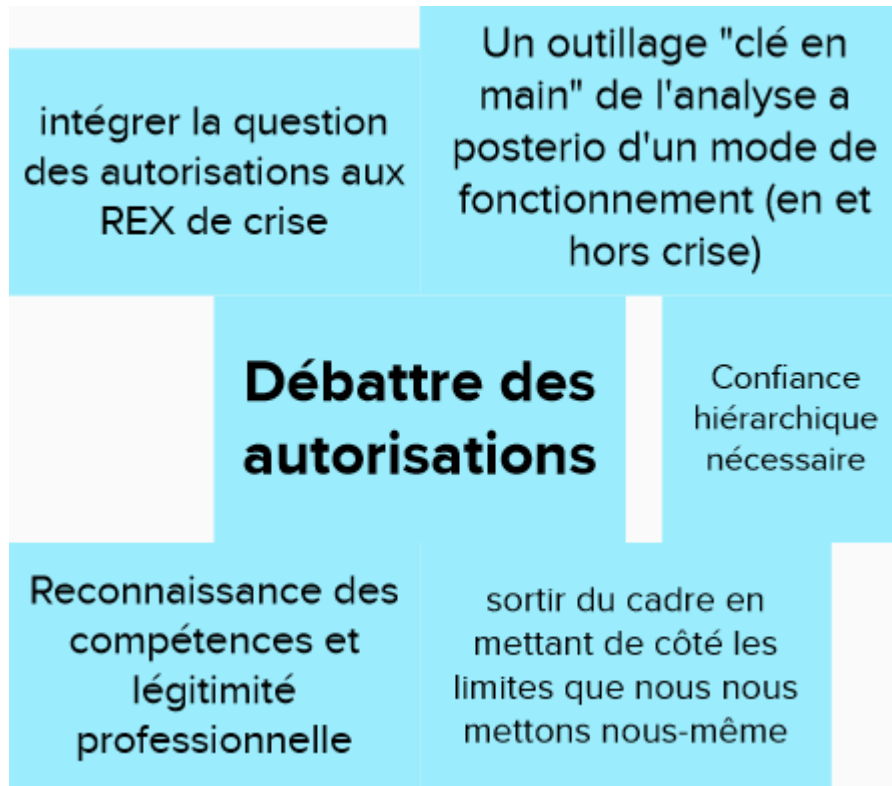 intégrer la question
des autorisations aux
REX de crise
Un outillage "clé en
main" de l'analyse a
posterio d'un mode de
fonctionnement (en et
hors crise)
Débattre des
autorisations
Confiance
hiérarchique
nécessaire
Reconnaissance des
compétences et
légitimité
professionnelle
sortir du cadre en
mettant de côté les
limites que nous nous
mettons nous-même